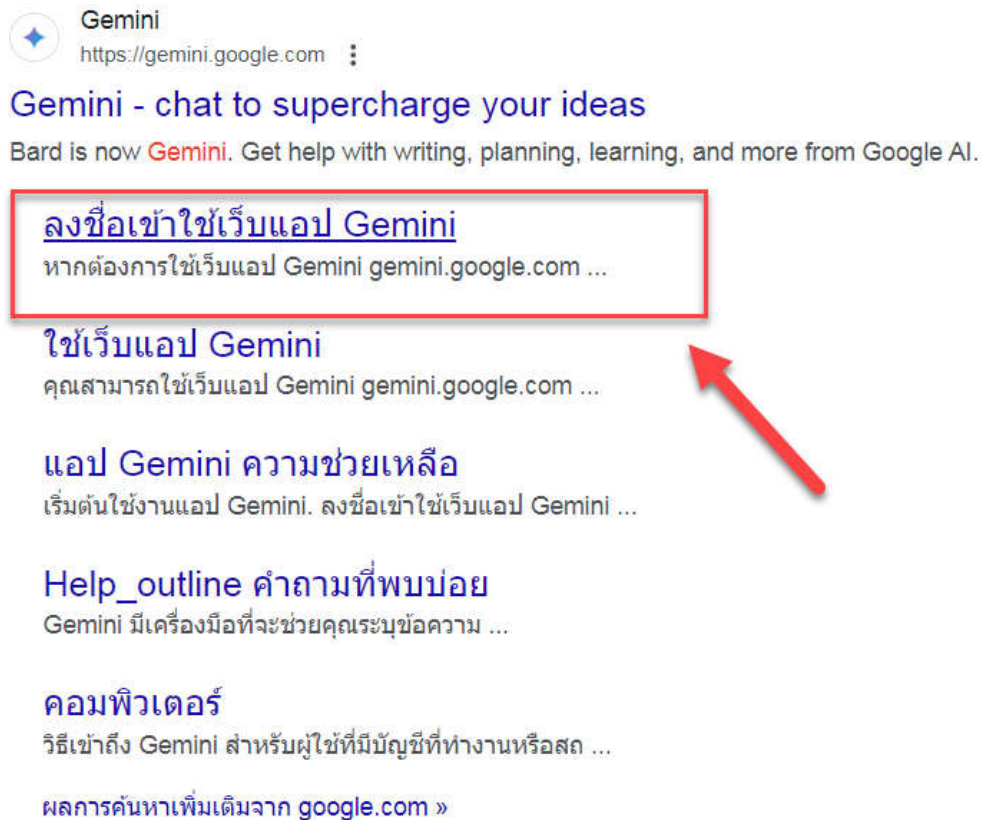 Gemini
https://gemini.google.com
Gemini - chat to supercharge your ideas
Bard is now Gemini. Get help with writing, planning, learning, and more from Google AI.
ลงชื่อเข้าใช้เว็บแอป Gemini
หากต้องการใช้เว็บแอป Gemini gemini.google.com ...
ใช้เว็บแอป Gemini
คุณสามารถใช้เว็บแอป Gemini gemini.google.com ...
แอป Gemini ความช่วยเหลือ
เริ่มต้นใช้งานแอป Gemini. ลงชื่อเข้าใช้เว็บแอป Gemini ...
Help_outline คำถามที่พบบ่อย
Gemini มีเครื่องมือที่จะช่วยคุณระบุข้อความ ...
คอมพิวเตอร์
วิธีเข้าถึง Gemini สำหรับผู้ใช้ที่มีบัญชีที่ทำงานหรือสถ ...
ผลการค้นหาเพิ่มเติมจาก google.com »